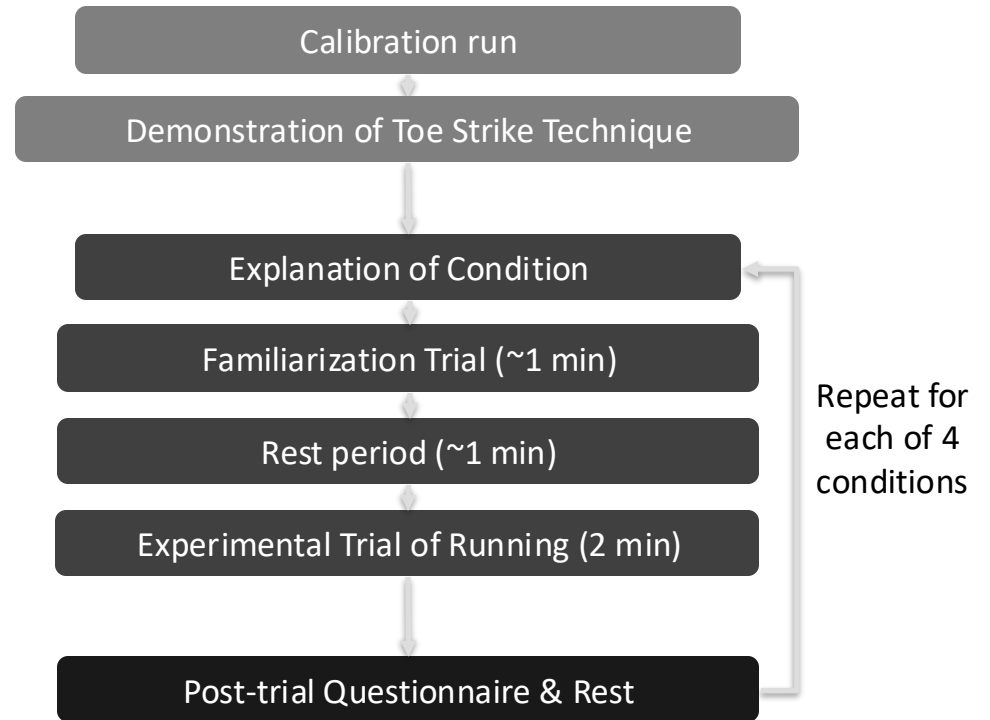 Calibration run
Demonstration of Toe Strike Technique
Explanation of Condition
Familiarization Trial (~1 min)
Rest period (~1 min)
Experimental Trial of Running (2 min)
Post-trial Questionnaire & Rest
Repeat for
each of 4
conditions